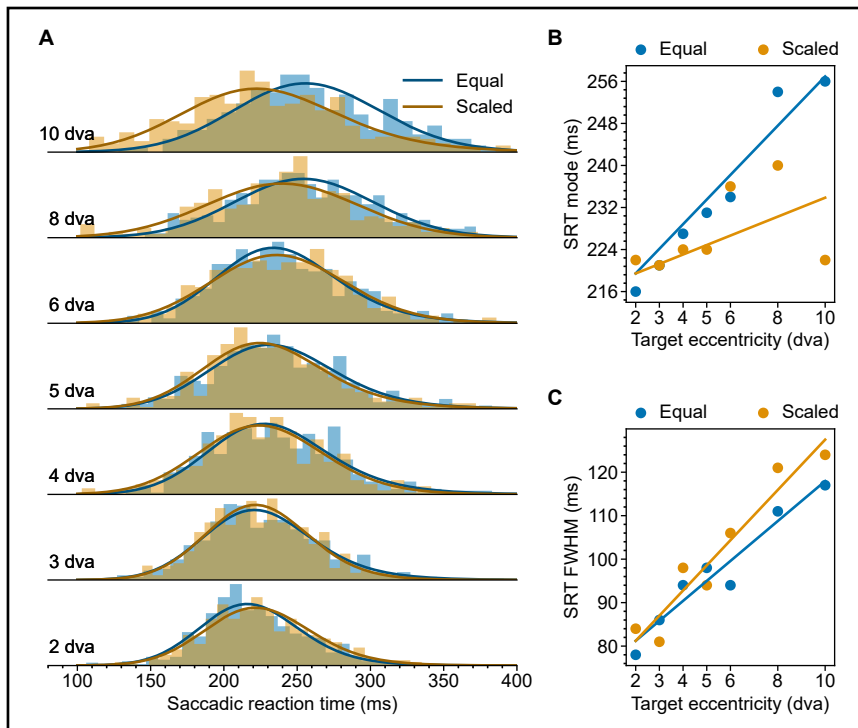 A
Equal
Scaled
10 dva
8 dva
6 dva
5 dva
4 dva
3 dva
2 dva
100 150 200 250 300 350 400
Saccadic reaction time (ms)
B
Equal Scaled
256
248
240
232
224
216
SRT mode (ms)
2 3 4 5 6 8 10
Target eccentricity (dva)
C
Equal Scaled
120
110
100
90
80
SRT FWHM (ms)
2 3 4 5 6 8 10
Target eccentricity (dva)